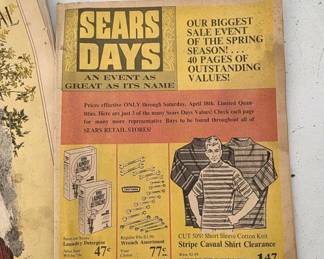 AL
SEARS
DAYS
AN EVENT AS
GREAT AS ITS NAME
OUR BIGGEST
SALE EVENT
OF THE SPRING
SEASON! . . .
40 PAGES OF
OUTSTANDING
VALUES!
Prices effective ONLY through Saturday, April 18th. Limited Quan-
tities. Here are just 3 of the many Sears Days Values! Check each page
for many more representative Buys to be found throughout all of
SEARS RETAIL STORES!
Laundry Detergent
47¢
Regular
Wrench Assortment
77¢
CUT 50%! Short Sleeve Cotton Knit
Stripe Casual Shirt Clearance
147